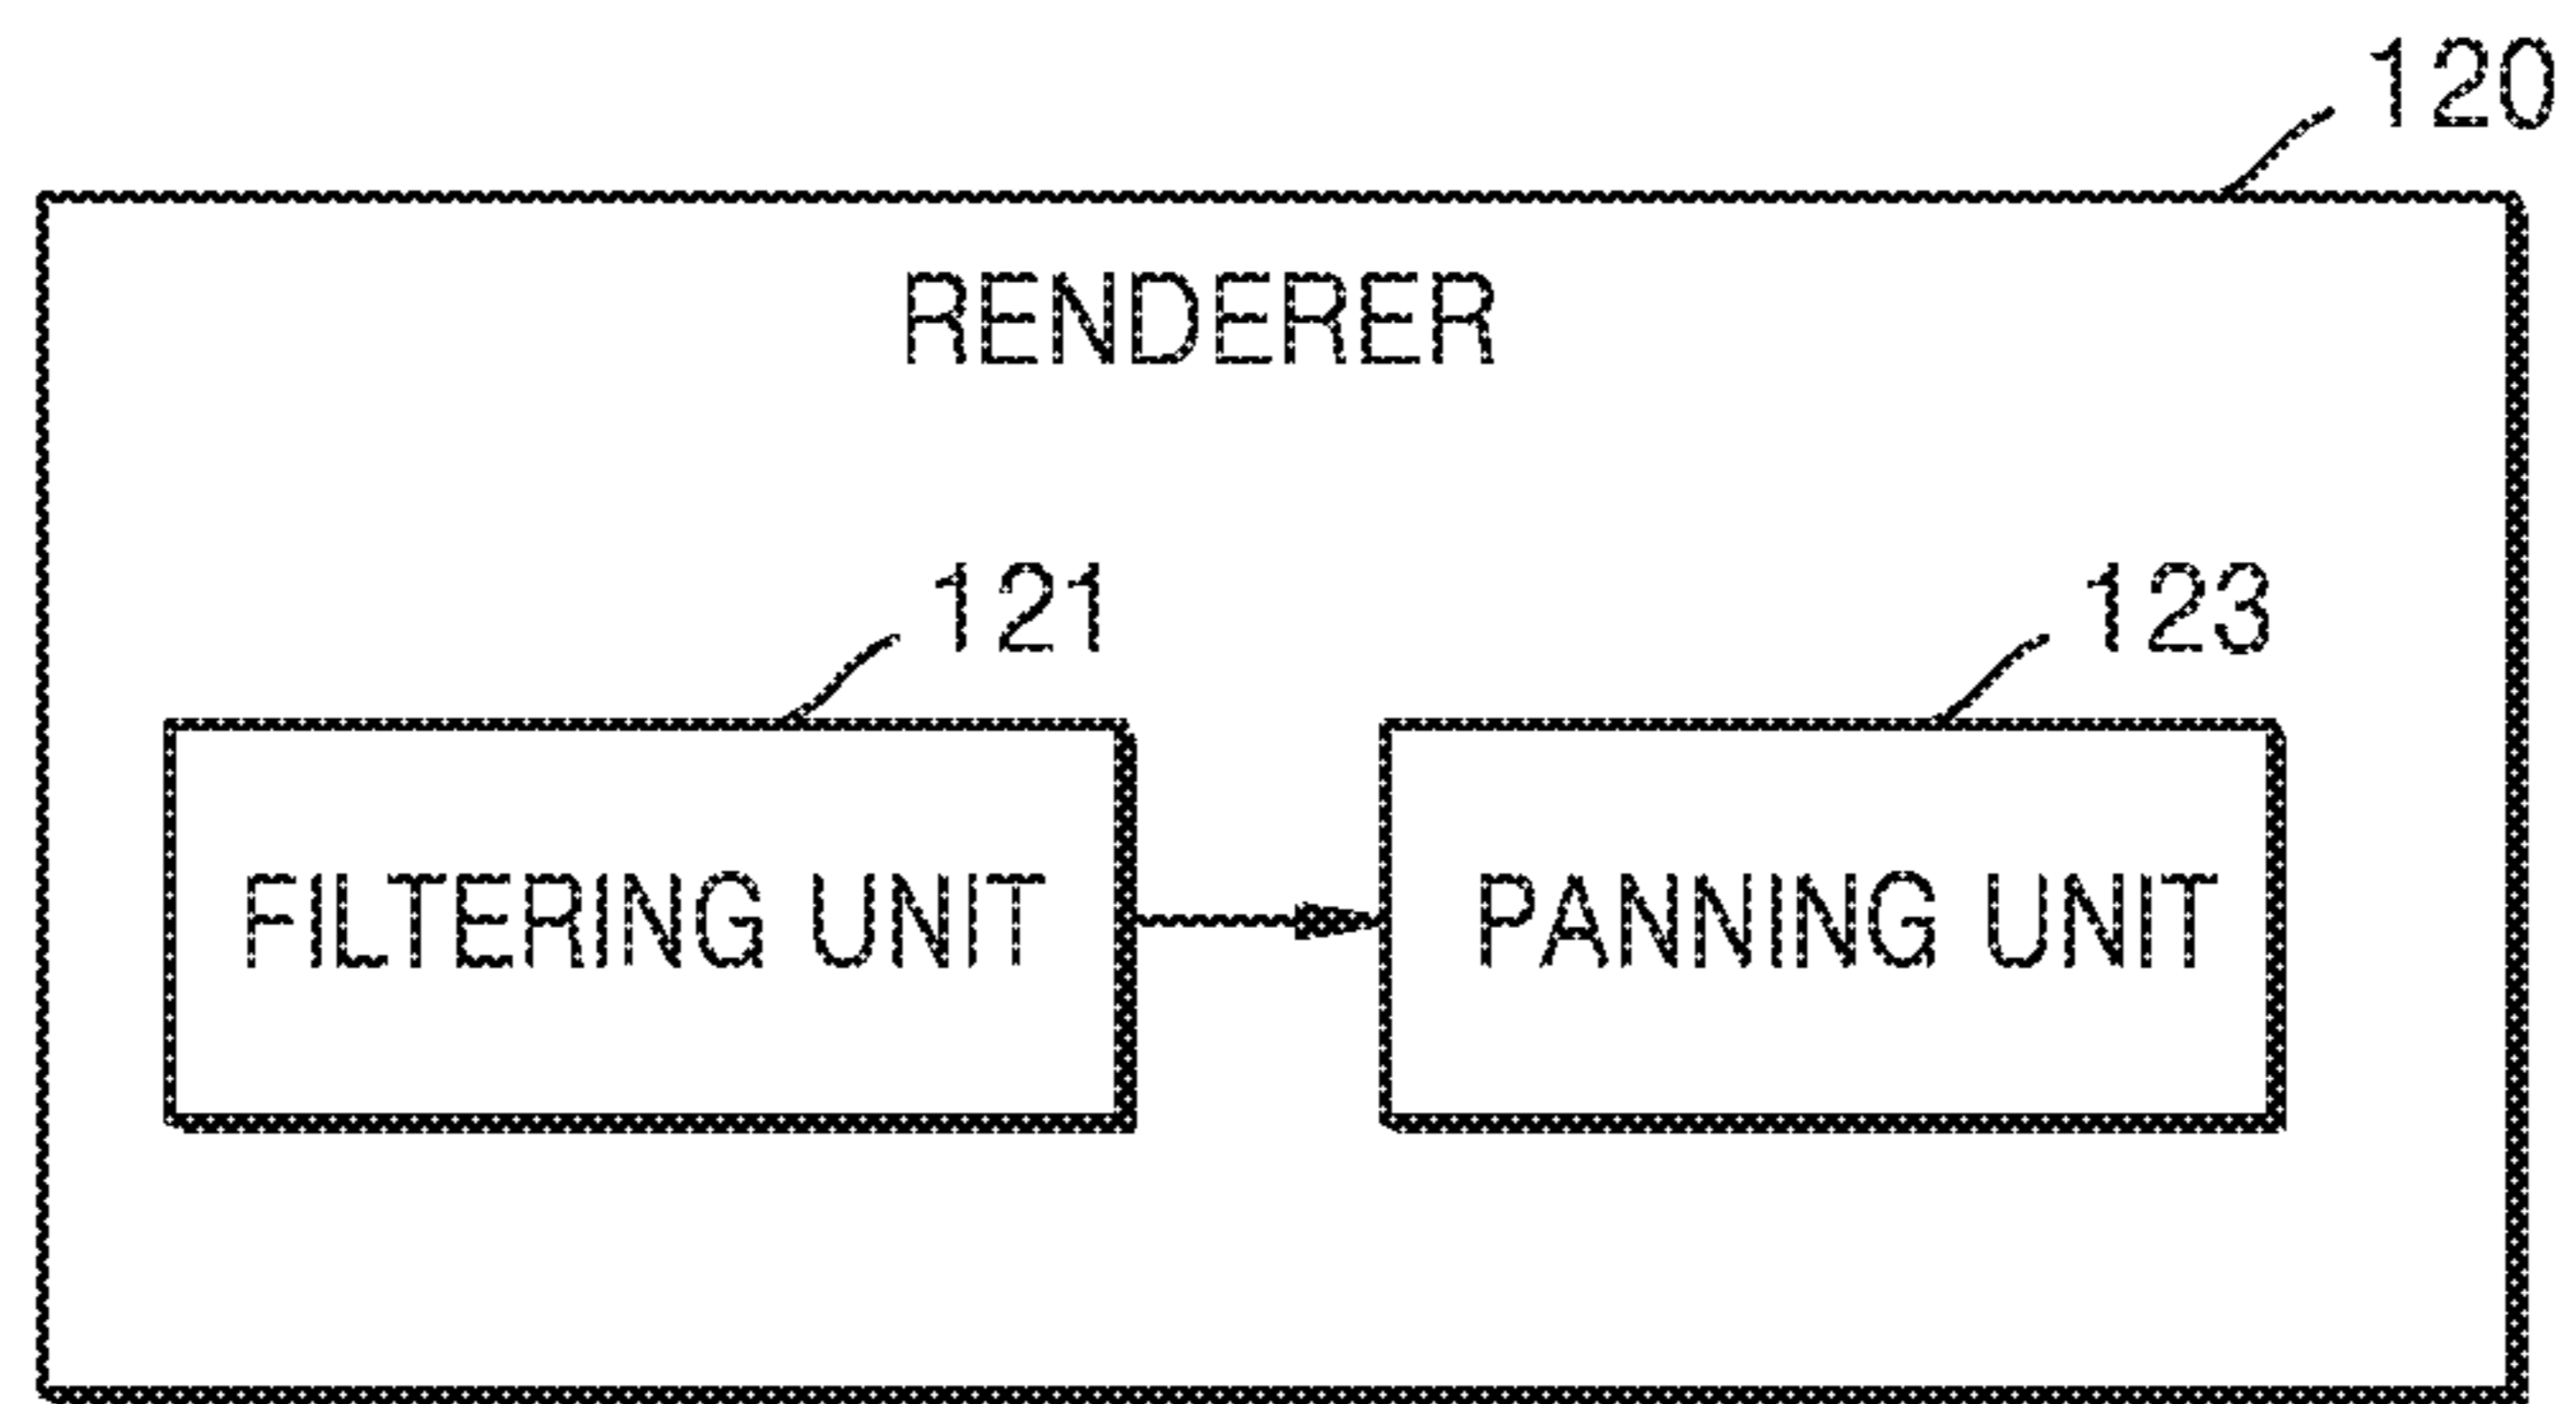 120
RENDERER
121
123
FILTERING UNIT
PANNING UNIT